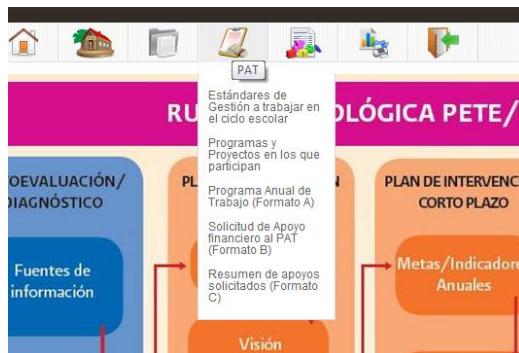 PAT
Estándares de
Gestión a trabajar en
el ciclo escolar
Programas y
Proyectos en los que
participan
Programa Anual de
Trabajo (Formato A)
Solicitud de Apoyo
financiero al PAT
(Formato B)
Resumen de apoyos
solicitados (Formato
C)
RU OLÓGICA PETE/
OEVALUACIÓN/
DIAGNÓSTICO
Fuentes de
información
PL N
Visión
PLAN DE INTERVENC
CORTO PLAZO
Metas/Indicadore
Anuales